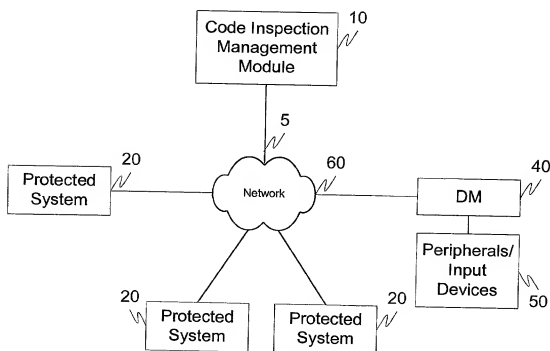 Code Inspection
Management
Module
10
5
20
Protected
System
Network
60
40
DM
Peripherals/
Input
Devices
50
20
Protected
System
20
Protected
System